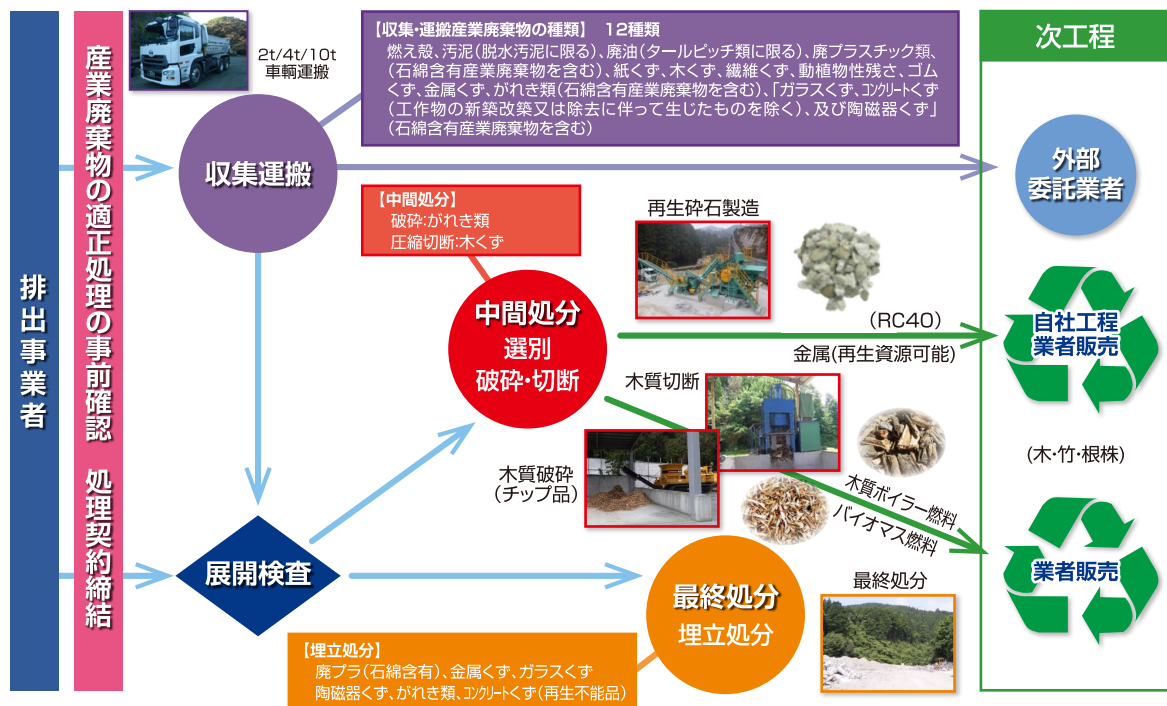 排出事業者
産業廃棄物の適正処理の事前確認 処理契約締結
2t/4t/10t
車輌運搬
収集運搬
【収集・運搬産業廃棄物の種類】 12種類
燃え殻、汚泥(脱水汚泥に限る)、廃油(タールピッチ類に限る)、廃プラスチック類、
(石綿含有産業廃棄物を含む)、紙くず、木くず、繊維くず、動植物性残さ、ゴム
くず、金属くず、がれき類(石綿含有産業廃棄物を含む)、「ガラスくず、コンクリートくず
(工作物の新築改築又は除去に伴って生じたものを除く)、及び陶磁器くず」
(石綿含有産業廃棄物を含む)
次工程
外部
委託業者
【中間処分】
破砕:がれき類
圧縮切断:木くず
中間処分
選別
破砕・切断
再生砕石製造
(RC40)
金属(再生資源可能)
自社工程
業者販売
木質切断
木質破砕
(チップ品)
木質ボイラー燃料
バイオマス燃料
(木・竹・根株)
業者販売
展開検査
最終処分
埋立処分
最終処分
【埋立処分】
廃プラ(石綿含有)、金属くず、ガラスくず
陶磁器くず、がれき類、コンクリートくず(再生不能品)